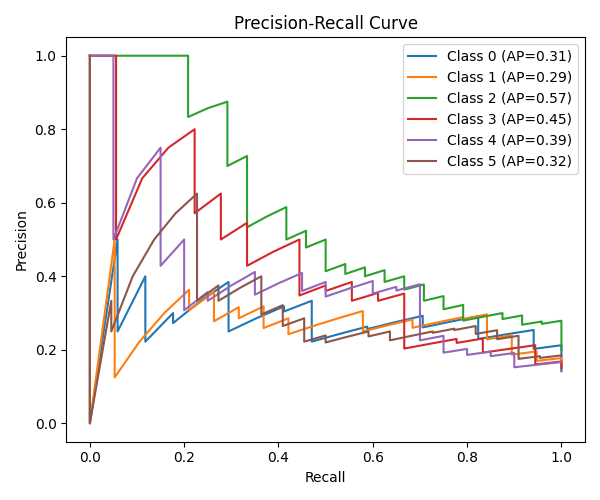 Precision-Recall Curve
Class 0 (AP=0.31)
Class 1 (AP=0.29)
Class 2 (AP=0.57)
Class 3 (AP=0.45)
Class 4 (AP=0.39)
Class 5 (AP=0.32)
Precision
1.0
0.8
0.6
0.4
0.2
0.0
0.0 0.2 0.4 0.6 0.8 1.0
Recall